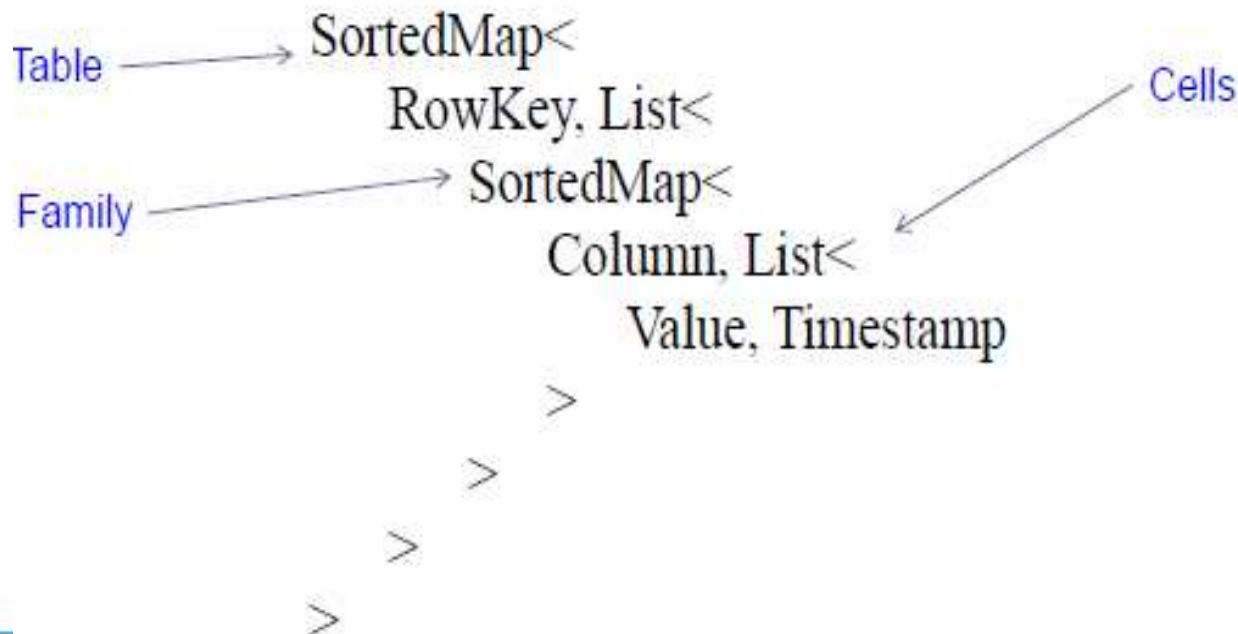 Table
SortedMap<
RowKey, List<
Cells
Family
SortedMap<
Column, List<
Value, Timestamp
>
>
>
>